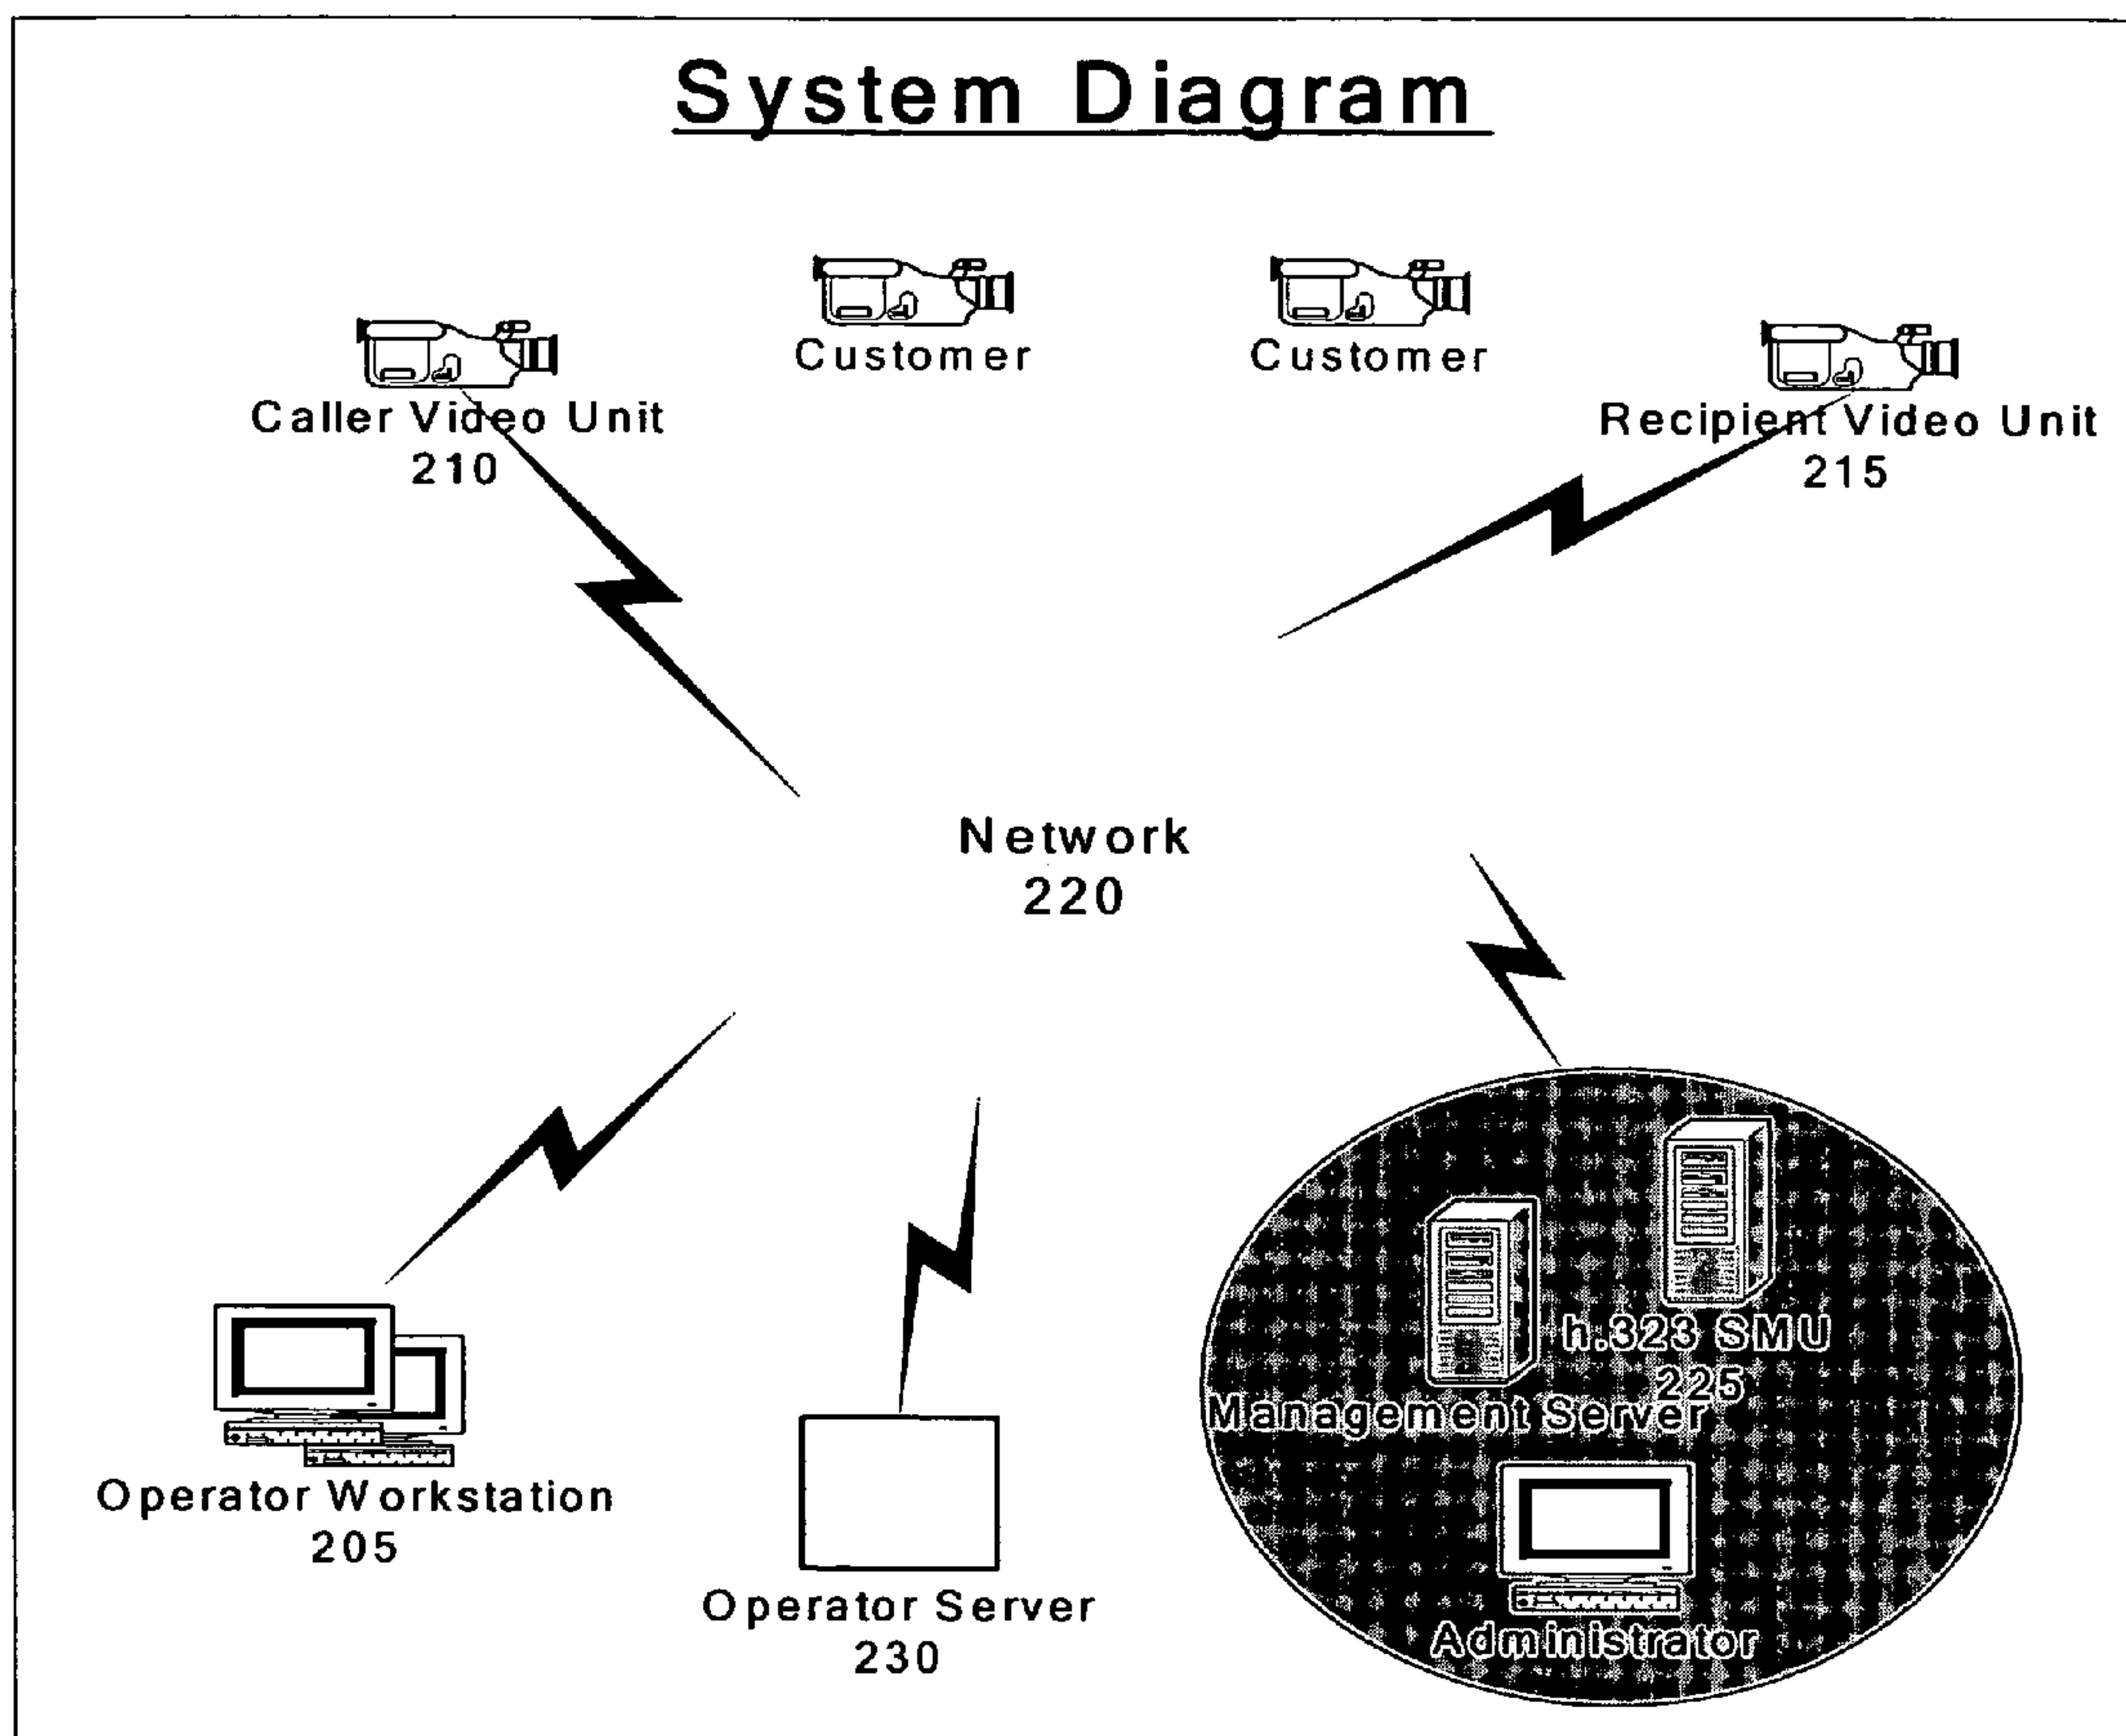 System Diagram
Customer
Customer
Caller Video Unit
210
Recipient Video Unit
215
Network
220
h.323 SMU
225
Management Server
Operator Workstation
205
Operator Server
230
Administrator